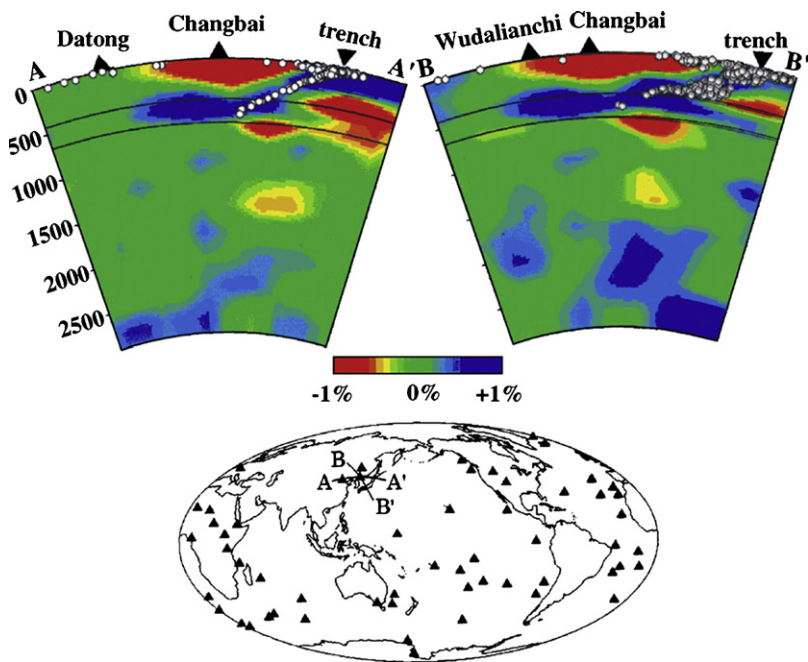 Datong Changbai trench
A A'
0
500
1000
1500
2000
2500
Wudalianchi Changbai trench
B B'
-1% 0% +1%
B
A A'
B'